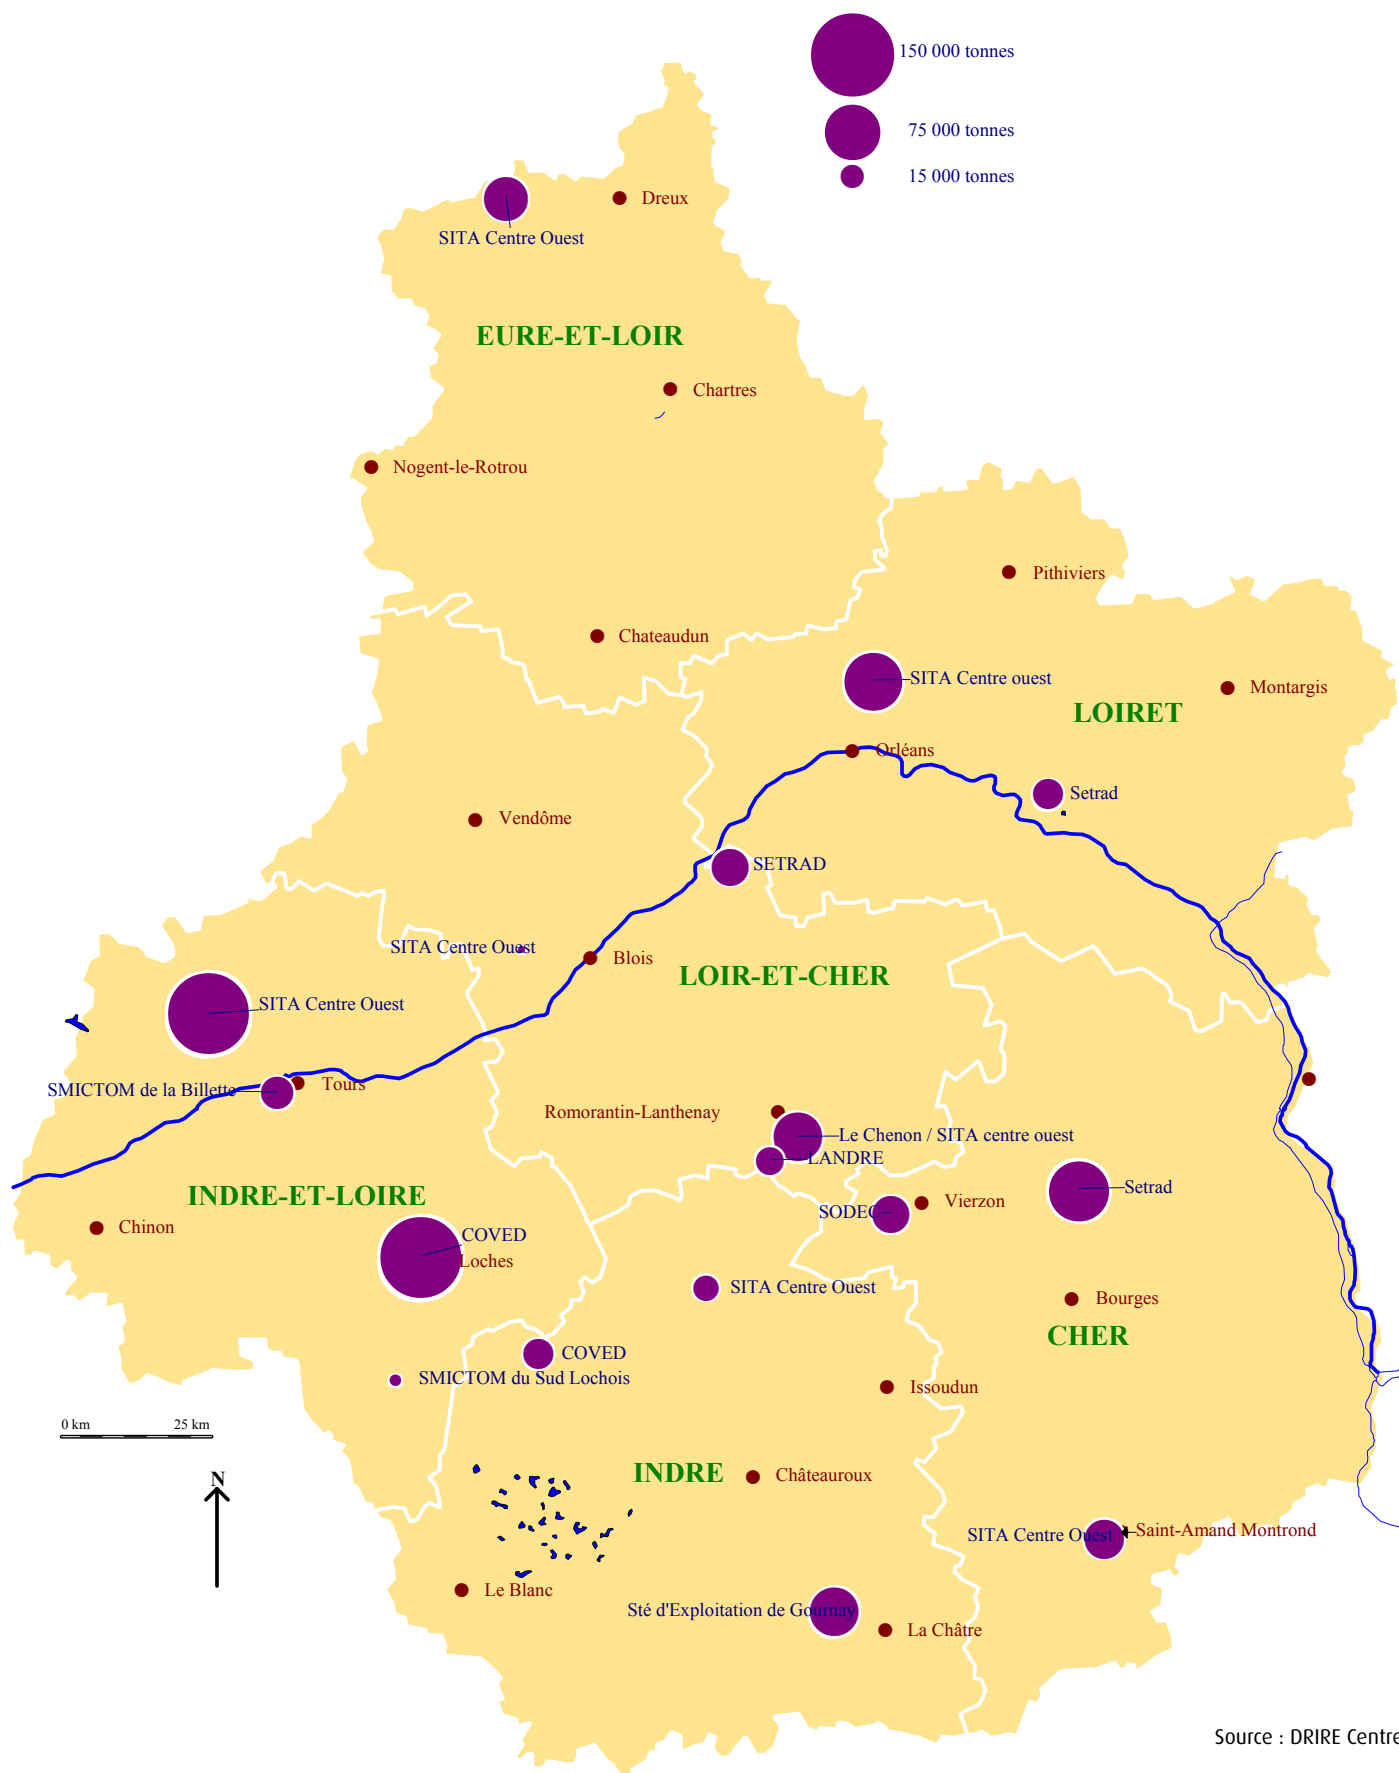 150 000 tonnes
75 000 tonnes
15 000 tonnes
Dreux
SITA Centre Ouest
EURE-ET-LOIR
Chartres
Nogent-le-Rotrou
Pithiviers
Chateaudun
SITA Centre ouest
Montargis
LOIRET
Orléans
Setrad
Vendôme
SETRAD
SITA Centre Ouest
Blois
LOIR-ET-CHER
SITA Centre Ouest
SMICTOM de la Billette
Tours
Romorantin-Lanthenay
Le Chenon / SITA centre ouest
LANDRE
Setrad
INDRE-ET-LOIRE
Vierzon
SODEC
Chinon
COVED
Loches
SITA Centre Ouest
Bourges
CHER
COVED
SMICTOM du Sud Lochois
Issoudun
0 km 25 km
INDRE
Châteauroux
N
SITA Centre Ouest
Saint-Amand Montrond
Le Blanc
Sté d'Exploitation de Gournay
La Châtre
Source : DRIRE Centre